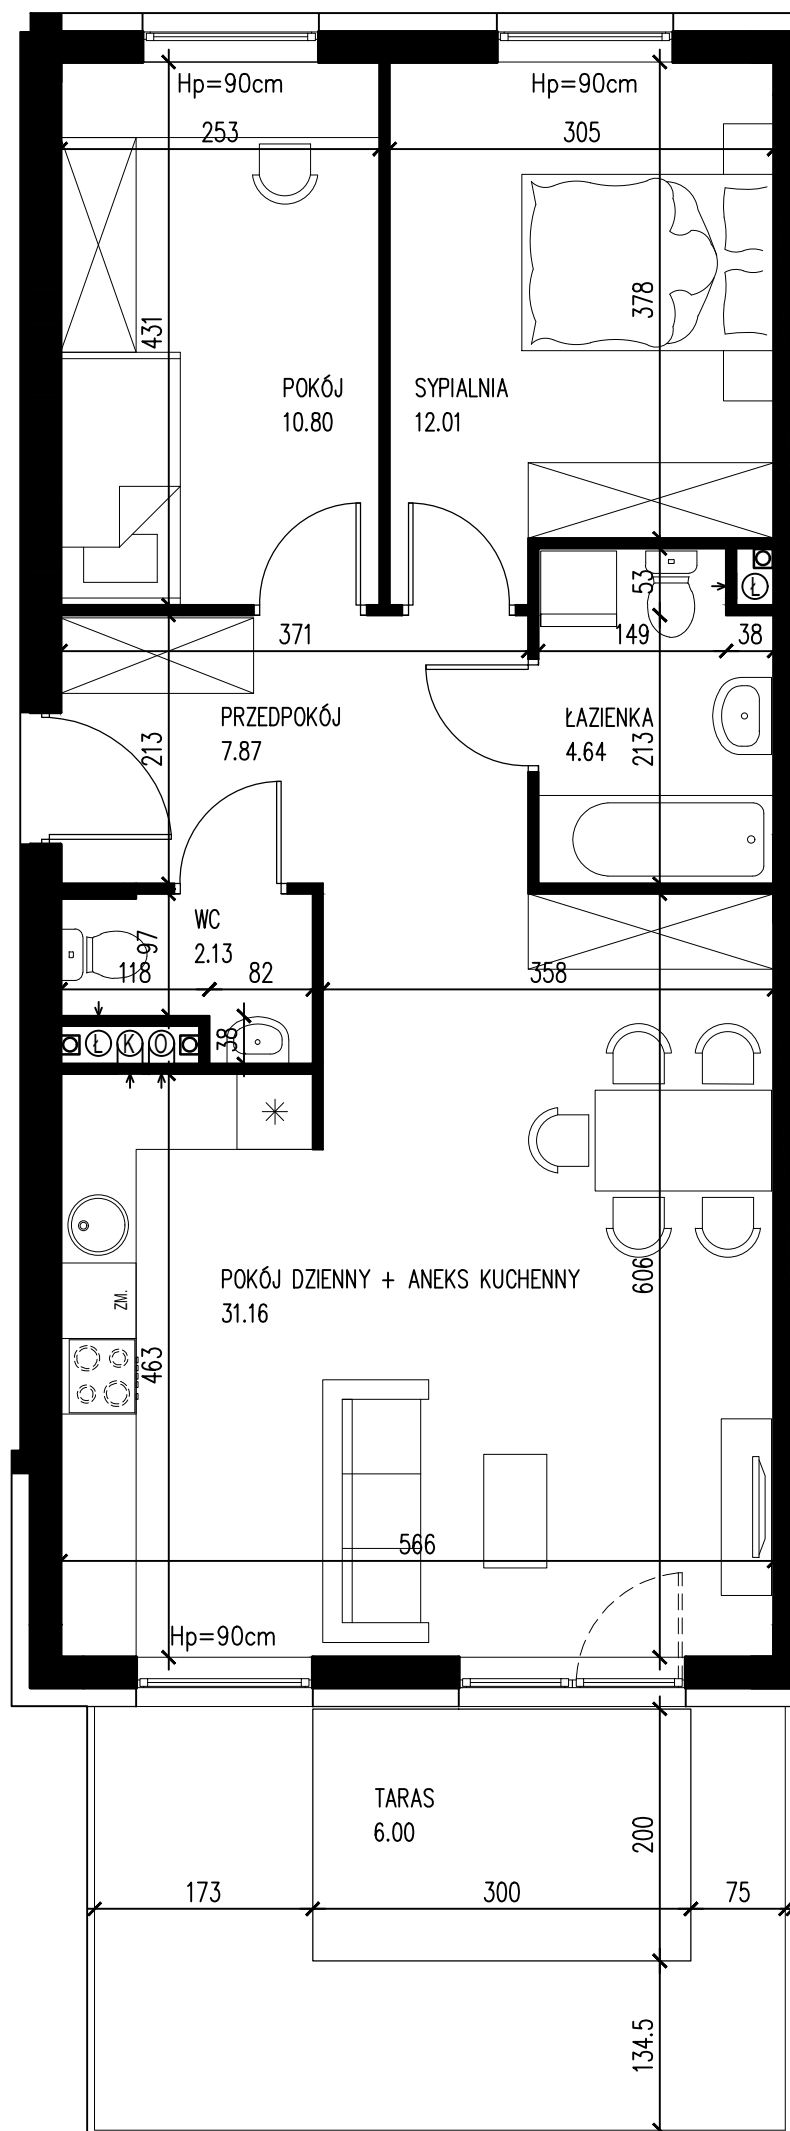 Hp=90cm
Hp=90cm
253
305
431
378
POKÓJ
10.80
SYPIALNIA
12.01
53
Ł
371
149
38
PRZEDPOKÓJ
7.87
ŁAZIENKA
4.64
213
213
WC
2.13
97
118
82
358
38
Ł K O
POKÓJ DZIENNY + ANEKS KUCHENNY
31.16
606
ZM.
463
566
Hp=90cm
TARAS
6.00
200
173
300
75
134.5